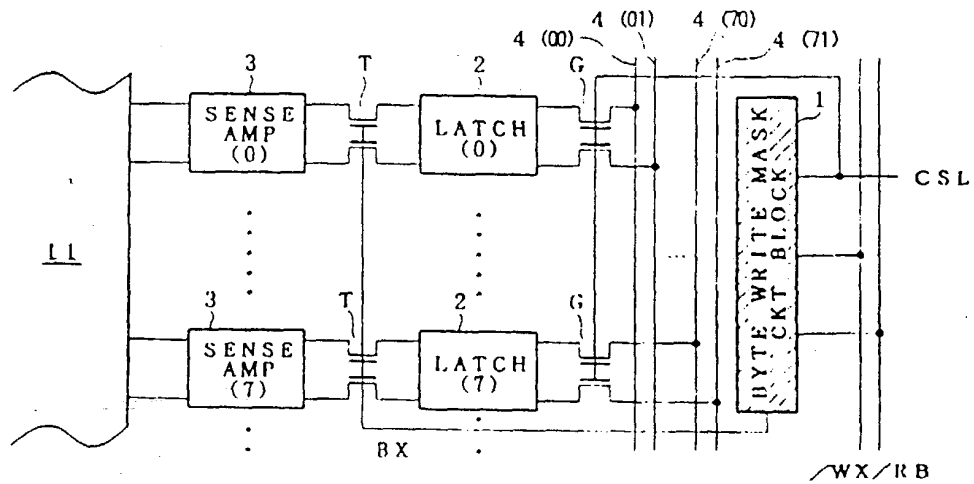 4 (01)
4 (70)
4 (00)
4 (71)
3
T
2
G
1
SENSE
AMP
(0)
LATCH
(0)
BYTE WRITE MASK
CKT BLOCK
CSL
11
3
T
2
G
SENSE
AMP
(7)
LATCH
(7)
BX
/WX/RB